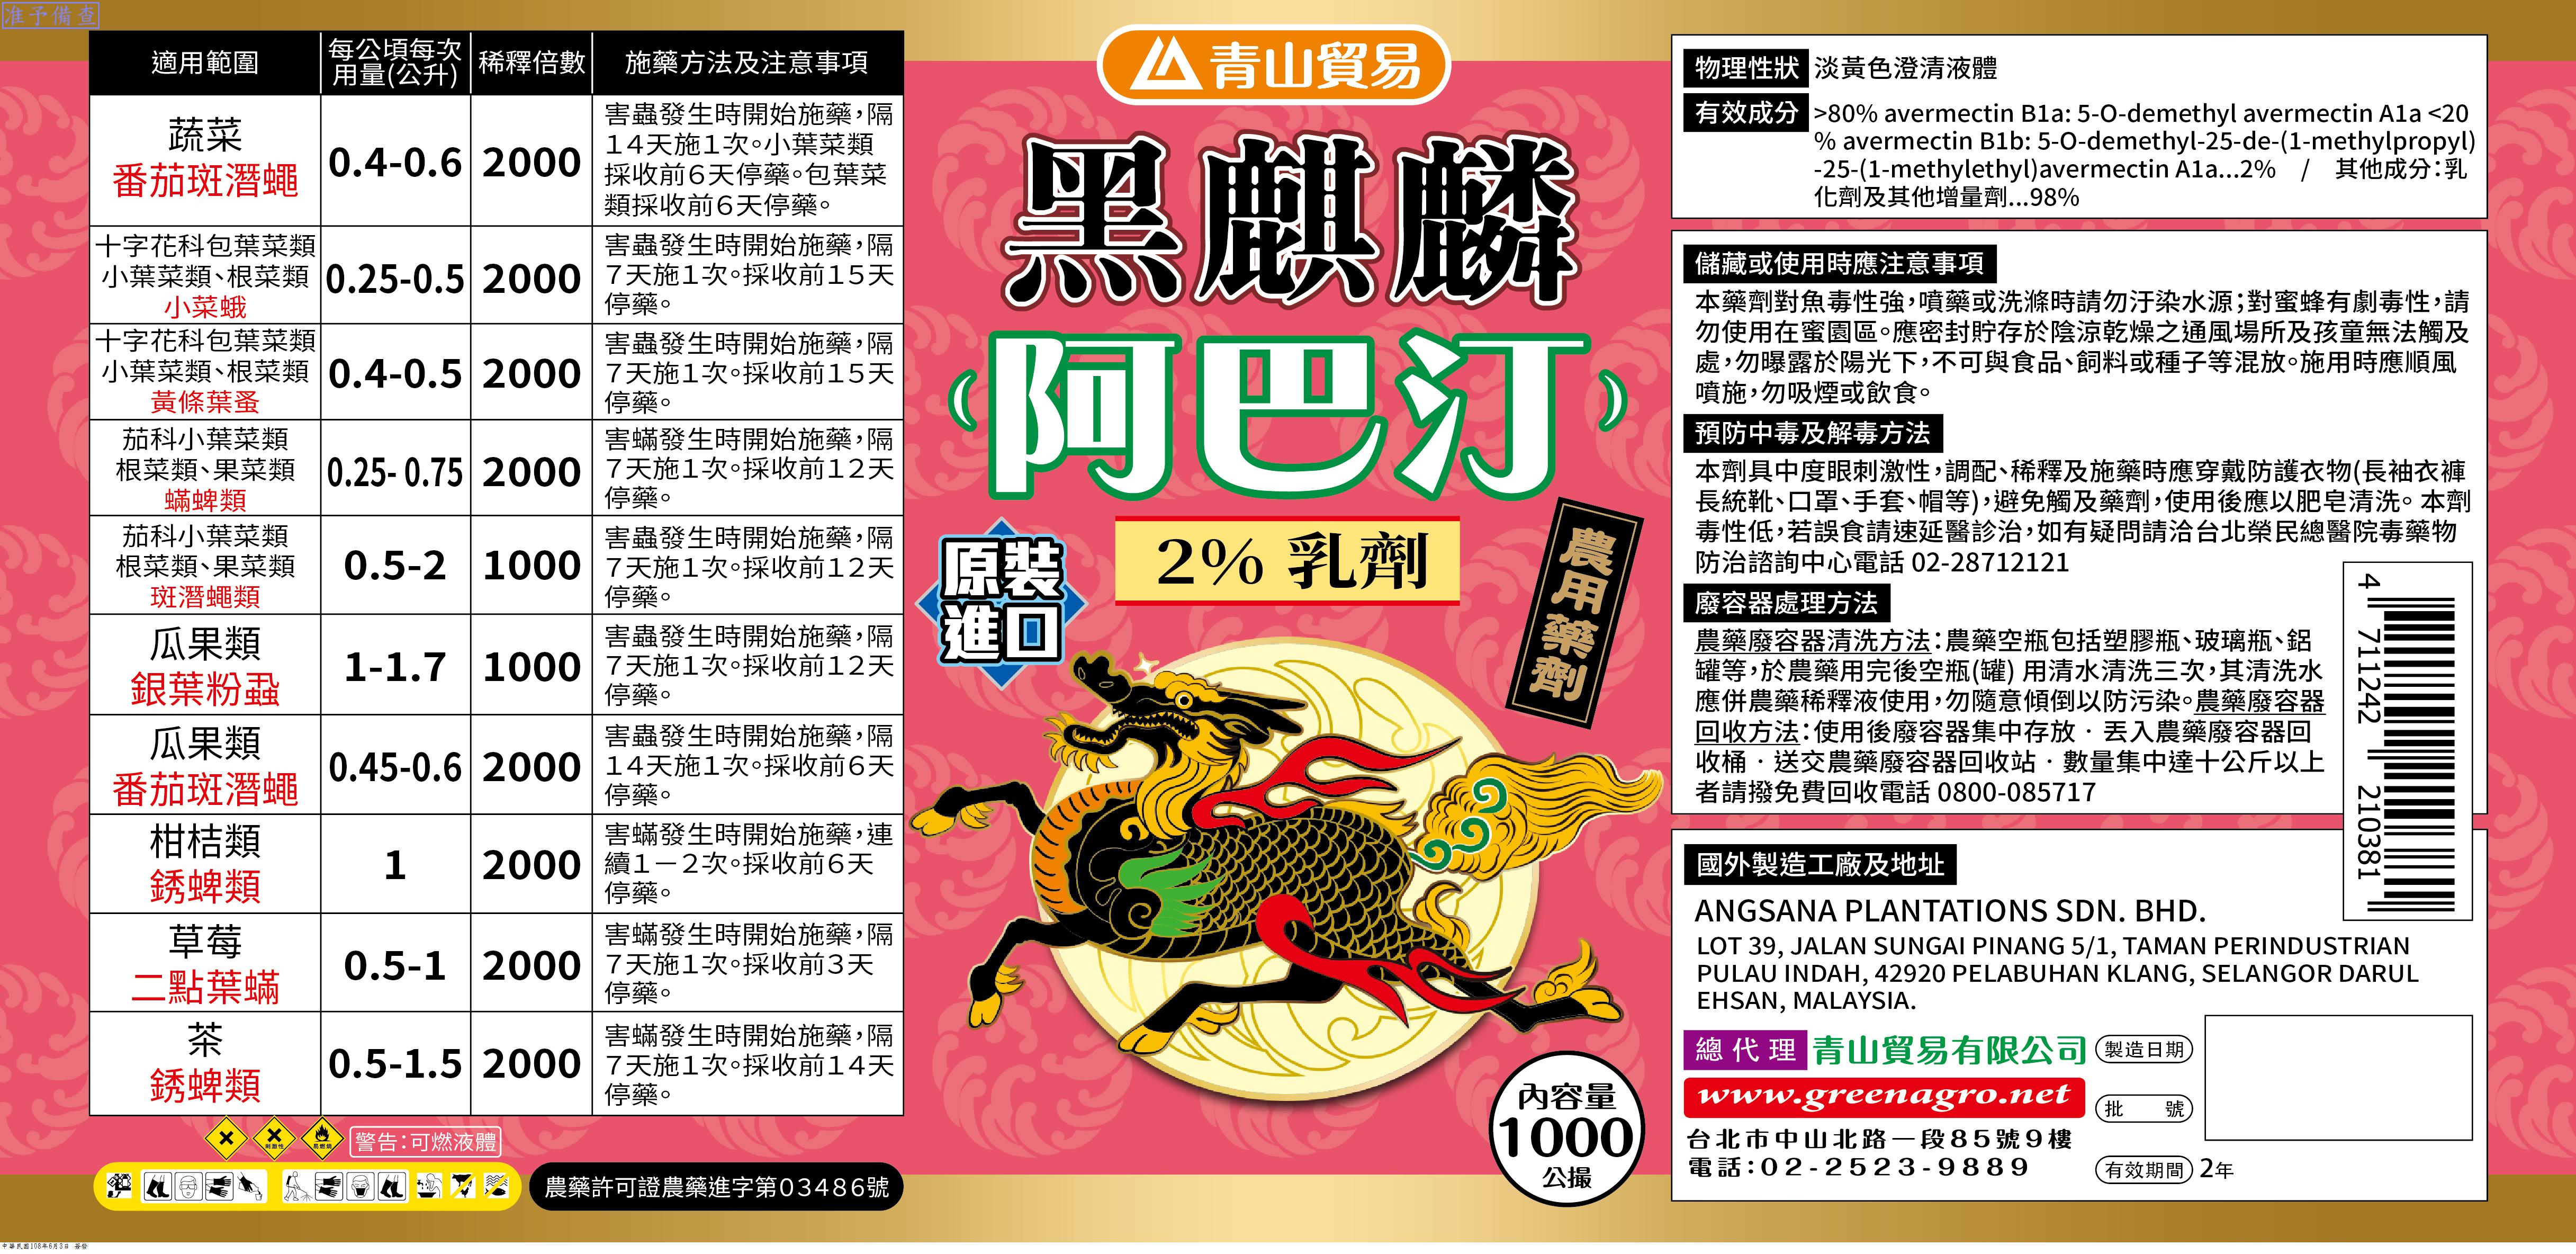 准予備查
適用範圍
每公頃每次
用量(公升)
稀釋倍數
施藥方法及注意事項
蔬菜
番茄斑潛蠅
0.4-0.6
2000
害蟲發生時開始施藥，隔
14天施1次。小葉菜類
採收前6天停藥。包葉菜
類採收前6天停藥。
十字花科包葉菜類
小葉菜類、根菜類
小菜蛾
0.25-0.5
2000
害蟲發生時開始施藥，隔
7天施1次。採收前15天
停藥。
十字花科包葉菜類
小葉菜類、根菜類
黃條葉蚤
0.4-0.5
2000
害蟲發生時開始施藥，隔
7天施1次。採收前15天
停藥。
茄科小葉菜類
根菜類、果菜類
蟎蜱類
0.25- 0.75
2000
害蟎發生時開始施藥，隔
7天施1次。採收前12天
停藥。
茄科小葉菜類
根菜類、果菜類
斑潛蠅類
0.5-2
1000
害蟲發生時開始施藥，隔
7天施1次。採收前12天
停藥。
瓜果類
銀葉粉蝨
1-1.7
1000
害蟲發生時開始施藥，隔
7天施1次。採收前12天
停藥。
瓜果類
番茄斑潛蠅
0.45-0.6
2000
害蟲發生時開始施藥，隔
14天施1次。採收前6天
停藥。
柑桔類
銹蜱類
1
2000
害蟎發生時開始施藥，連
續1－2次。採收前6天
停藥。
草莓
二點葉蟎
0.5-1
2000
害蟎發生時開始施藥，隔
7天施1次。採收前3天
停藥。
茶
銹蜱類
0.5-1.5
2000
害蟎發生時開始施藥，隔
7天施1次。採收前14天
停藥。
警告：可燃液體
農藥許可證農藥進字第03486號
中華民國108年6月3日
青山貿易
黑麒麟
(阿巴汀)
2% 乳劑
原裝
進口
農用藥劑
內容量
1000
公撮
物理性狀 淡黃色澄清液體
有效成分 >80% avermectin B1a: 5-O-demethyl avermectin A1a <20
% avermectin B1b: 5-O-demethyl-25-de-(1-methylpropyl)
-25-(1-methylethyl)avermectin A1a...2% / 其他成分：乳
化劑及其他增量劑...98%
儲藏或使用時應注意事項
本藥劑對魚毒性強，噴藥或洗滌時請勿汙染水源；對蜜蜂有劇毒性，請
勿使用在蜜園區。應密封貯存於陰涼乾燥之通風場所及孩童無法觸及
處，勿曝露於陽光下，不可與食品、飼料或種子等混放。施用時應順風
噴施，勿吸煙或飲食。
預防中毒及解毒方法
本劑具中度眼刺激性，調配、稀釋及施藥時應穿戴防護衣物(長袖衣褲
長統靴、口罩、手套、帽等)，避免觸及藥劑，使用後應以肥皂清洗。本劑
毒性低，若誤食請速延醫診治，如有疑問請洽台北榮民總醫院毒藥物
防治諮詢中心電話 02-28712121
廢容器處理方法
農藥廢容器清洗方法：農藥空瓶包括塑膠瓶、玻璃瓶、鋁
罐等，於農藥用完後空瓶(罐) 用清水清洗三次，其清洗水
應併農藥稀釋液使用，勿隨意傾倒以防污染。農藥廢容器
回收方法：使用後廢容器集中存放．丟入農藥廢容器回
收桶．送交農藥廢容器回收站．數量集中達十公斤以上
者請撥免費回收電話 0800-085717
4 711242 210381
國外製造工廠及地址
ANGSANA PLANTATIONS SDN. BHD.
LOT 39, JALAN SUNGAI PINANG 5/1, TAMAN PERINDUSTRIAN
PULAU INDAH, 42920 PELABUHAN KLANG, SELANGOR DARUL
EHSAN, MALAYSIA.
總代理 青山貿易有限公司
www.greenagro.net
台北市中山北路一段85號9樓
電話：02-2523-9889
製造日期
批 號
有效期間 2年